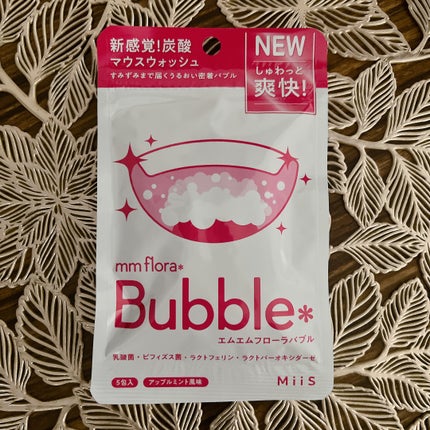 新感覚!炭酸
マウスウォッシュ
すみずみまで届くうるおい密着バブル
NEW
しゅわっと
爽快!
mm flora*
Bubble*
エムエムフローラバブル
乳酸菌・ビフィズス菌・ラクトフェリン・ラクトパーオキシダーゼ
5包入
アップルミント風味
MiiS